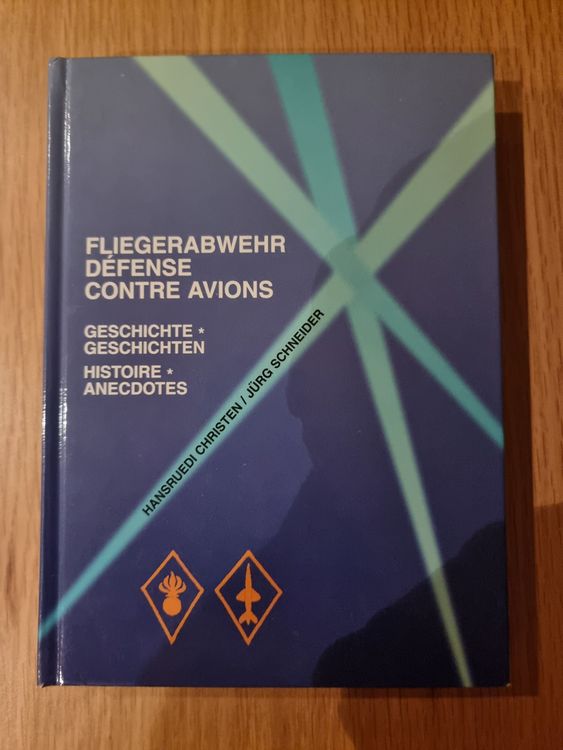 FLIEGERABWEHR
DÉFENSE
CONTRE AVIONS
GESCHICHTE *
GESCHICHTEN
HISTOIRE *
ANECDOTES
HANSRUEDI CHRISTEN / JÜRG SCHNEIDER